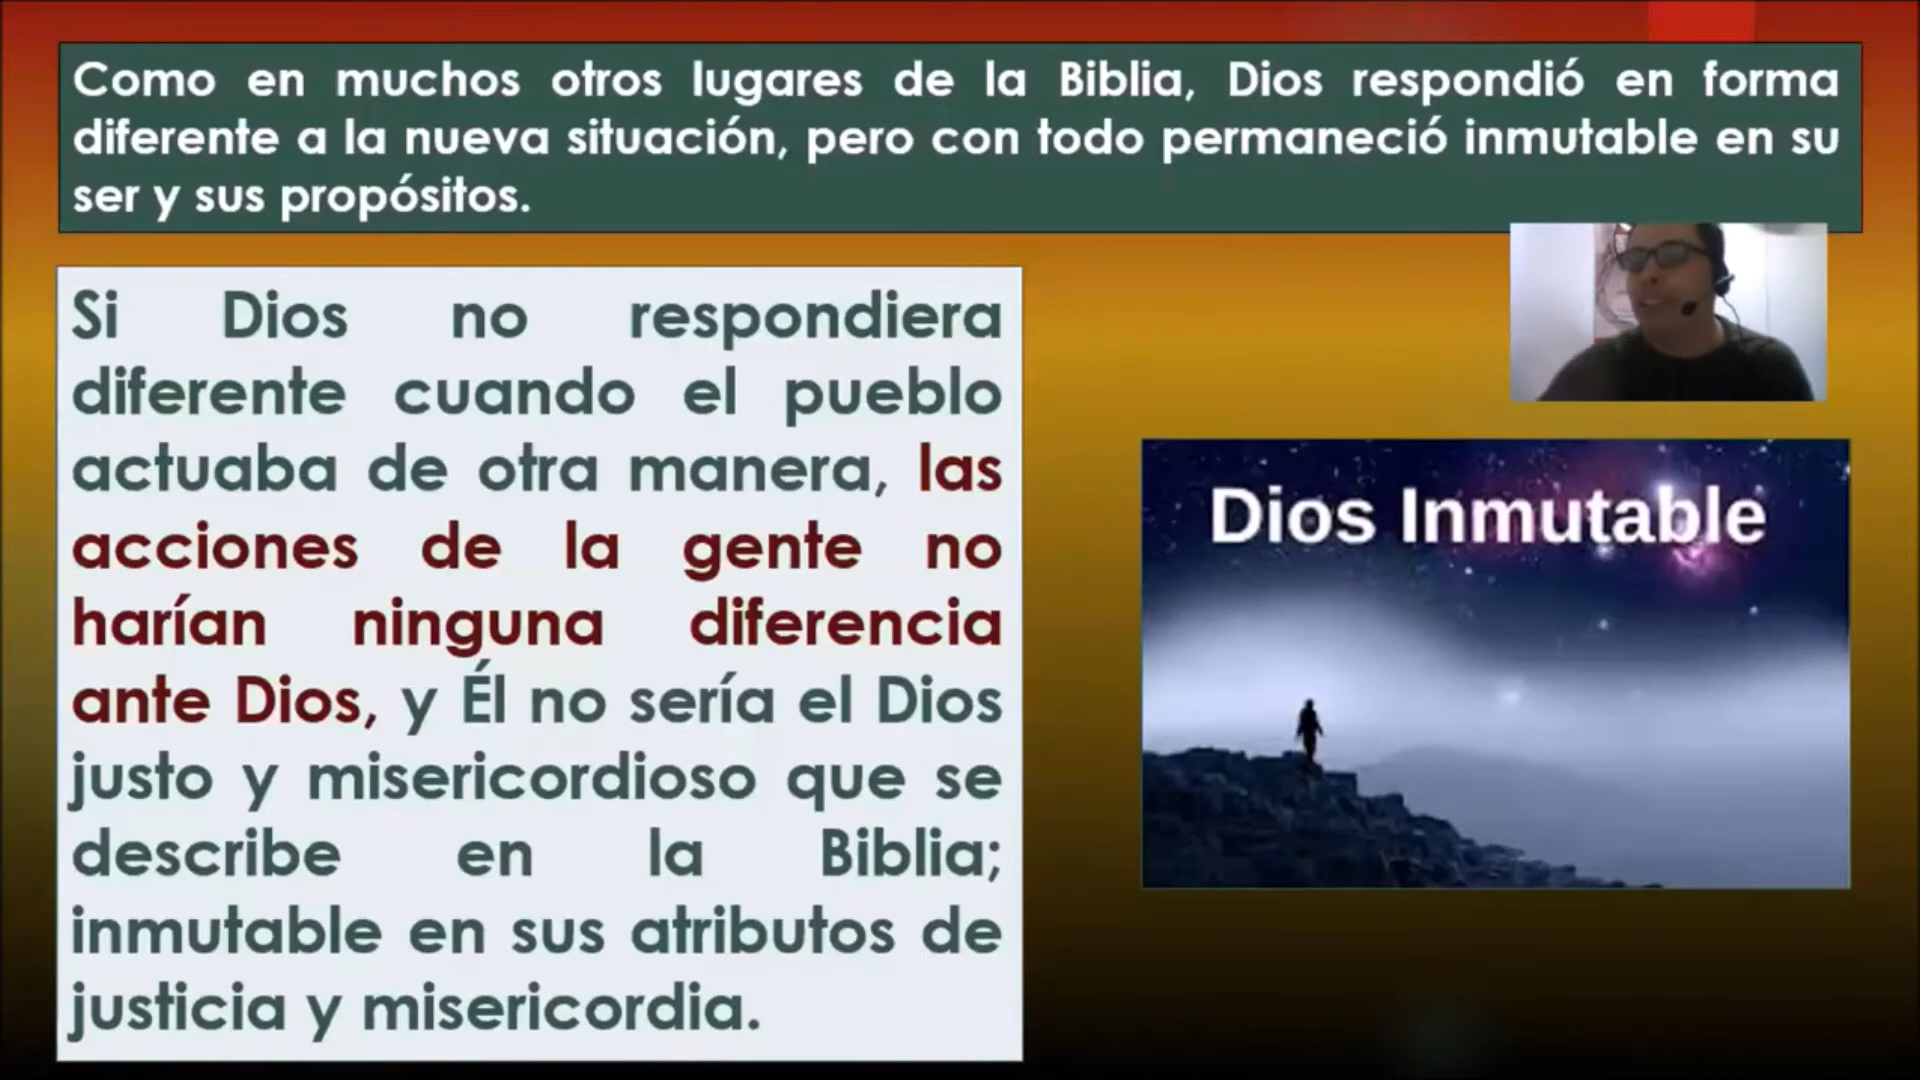 Como en muchos otros lugares de la Biblia, Dios respondió en forma
diferente a la nueva situación, pero con todo permaneció inmutable en su
ser y sus propósitos.
Si Dios no respondiera
diferente cuando el pueblo
actuaba de otra manera, las
acciones de la gente no
harían ninguna diferencia
ante Dios, y Él no sería el Dios
justo y misericordioso que se
describe en la Biblia;
inmutable en sus atributos de
justicia y misericordia.
Dios Inmutable